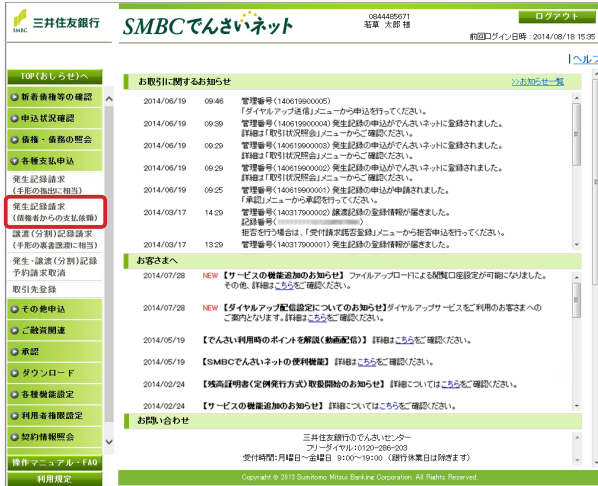 SMBC 三井住友銀行
SMBCでんさいネット
0844485671
若草 太郎 様
ログアウト
前回ログイン日時:2014/08/18 15:35
ヘルプ
TOP(おしらせ)へ
新着債権等の確認
申込状況確認
債権・債務の照会
各種支払申込
発生記録請求
(手形の振出に相当)
発生記録請求
(債権者からの支払依頼)
譲渡(分割)記録請求
(手形の裏書譲渡に相当)
発生・譲渡(分割)記録
予約請求取消
取引先登録
その他申込
ご融資関連
承認
ダウンロード
各種機能設定
利用者権限設定
契約情報照会
操作マニュアル・FAQ
利用規定
お取引に関するお知らせ
>>お知らせ一覧
2014/06/19 09:46 管理番号(140619900005)
「ダイヤルアップ送信」メニューから申込を行ってください。
2014/06/19 09:39 管理番号(140619900004)発生記録の申込がでんさいネットに登録されました。
詳細は「取引状況照会」メニューからご確認ください。
2014/06/19 09:29 管理番号(140619900003)発生記録の申込がでんさいネットに登録されました。
詳細は「取引状況照会」メニューからご確認ください。
2014/06/19 09:29 管理番号(140619900002)発生記録の申込がでんさいネットに登録されました。
詳細は「取引状況照会」メニューからご確認ください。
2014/06/19 09:25 管理番号(140619900001)発生記録の申込が申請されました。
「承認」メニューから承認を行ってください。
2014/03/17 14:29 管理番号(140317900002)譲渡記録の登録情報が届きました。
記録番号( )
拒否を行う場合は、「受付請求諾否登録」メニューから拒否申込を行ってください。
2014/03/17 13:29 管理番号(140317900001)発生記録の登録情報が届きました。
お客さまへ
2014/07/28 NEW 【サービスの機能追加のお知らせ】 ファイルアップロードによる閲覧口座設定が可能になりました。
その他、詳細はこちらをご確認ください。
2014/07/28 NEW 【ダイヤルアップ配信設定についてのお知らせ】ダイヤルアップサービスをご利用のお客さまへの
ご案内となります。詳細はこちらをご確認ください。
2014/05/19 【でんさい利用時のポイントを解説(動画配信)】 詳細はこちらをご確認ください。
2014/05/19 【SMBCでんさいネットの便利機能】 詳細はこちらをご確認ください。
2014/02/24 【残高証明書(定例発行方式)取扱開始のお知らせ】 詳細についてはこちらをご確認ください。
2014/02/24 【サービスの機能追加のお知らせ】 詳細についてはこちらをご確認ください。
お問い合わせ
三井住友銀行のでんさいセンター
フリーダイヤル:0120-286-203
受付時間:月曜日～金曜日 9:00～19:00 (銀行休業日は除きます)
Copyright © 2013 Sumitomo Mitsui Banking Corporation. All Rights Reserved.